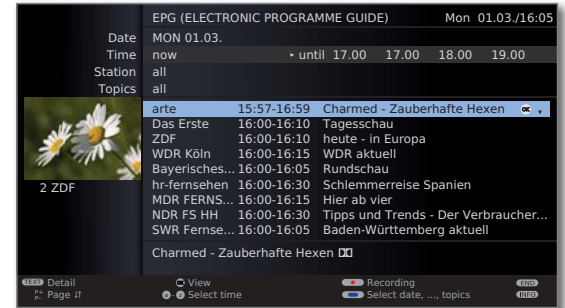 EPG (ELECTRONIC PROGRAMME GUIDE) Mon 01.03./16:05
Date MON 01.03.
Time now ▸ until 17.00 17.00 18.00 19.00
Station all
Topics all
arte 15:57-16:59 Charmed - Zauberhafte Hexen OK
Das Erste 16:00-16:10 Tagesschau
ZDF 16:00-16:10 heute - in Europa
WDR Köln 16:00-16:15 WDR aktuell
Bayerisches... 16:00-16:05 Rundschau
hr-fernsehen 16:00-16:30 Schlemmerreise Spanien
MDR FERNS... 16:00-16:15 Hier ab vier
NDR FS HH 16:00-16:30 Tipps und Trends - Der Verbraucher...
SWR Fernse... 16:00-16:05 Baden-Württemberg aktuell
2 ZDF
Charmed - Zauberhafte Hexen
TEXT Detail OK View Recording END
P+ P- Page ↓↑ Select time Select date, ..., topics INFO